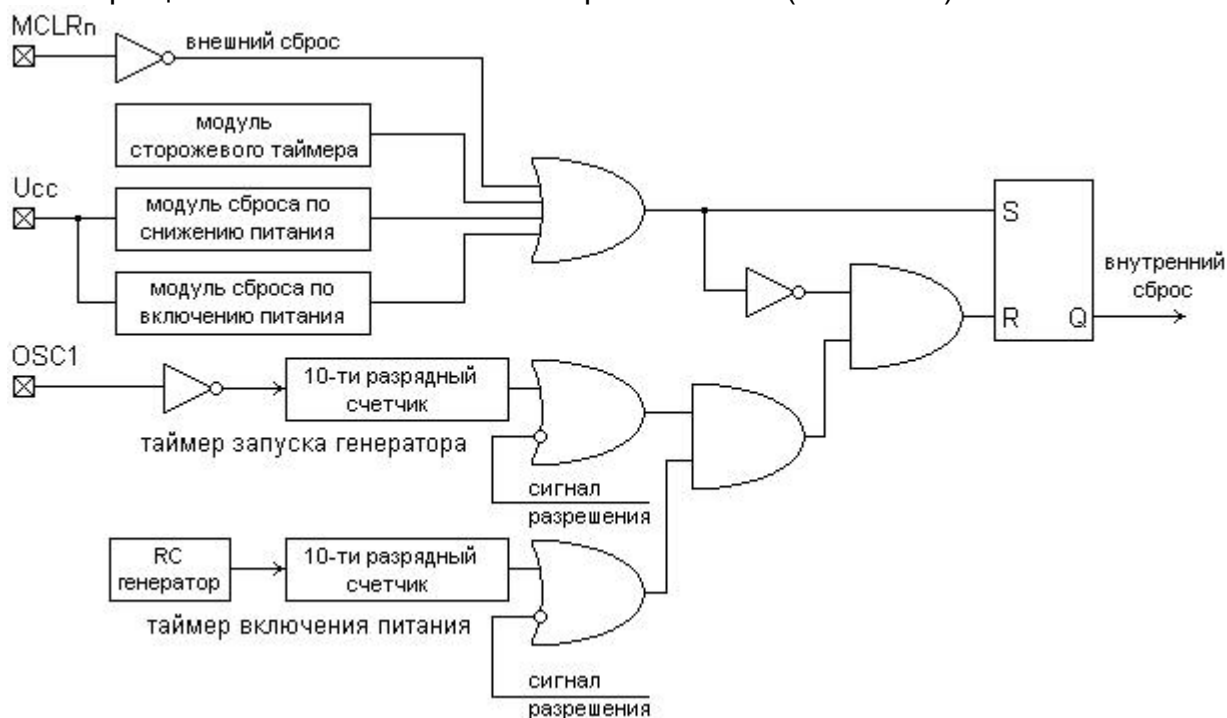 MCLRn
внешний сброс
модуль
сторожевого таймера
Ucc
модуль сброса по
снижению питания
модуль сброса по
включению питания
S
R
Q
внутренний
сброс
OSC1
10-ти разрядный
счетчик
таймер запуска генератора
сигнал
разрешения
RC
генератор
10-ти разрядный
счетчик
таймер включения питания
сигнал
разрешения